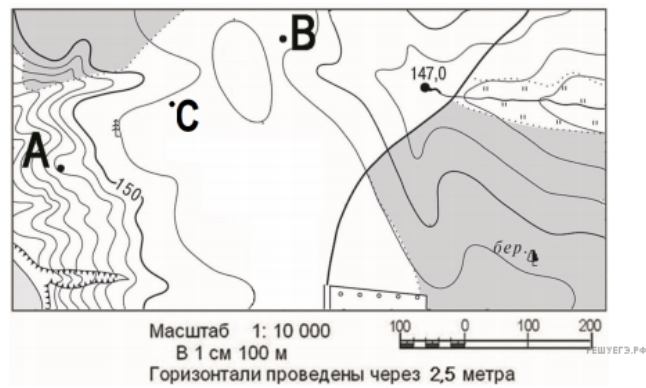 B
147,0
C
A
150
бер.
Масштаб 1: 10 000
В 1 см 100 м
100 0 100 200
Горизонтали проведены через 2,5 метра
РЕШУЕГЭ.РФ